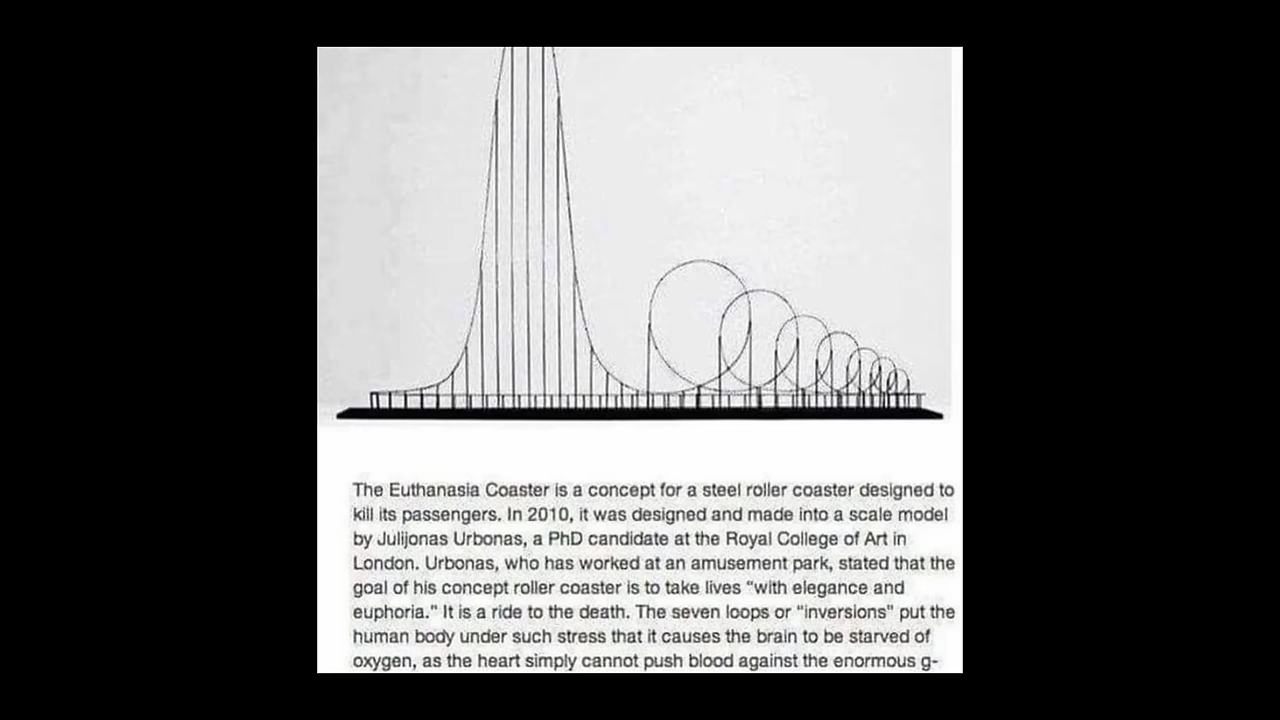 The Euthanasia Coaster is a concept for a steel roller coaster designed to
kill its passengers. In 2010, it was designed and made into a scale model
by Julijonas Urbonas, a PhD candidate at the Royal College of Art in
London. Urbonas, who has worked at an amusement park, stated that the
goal of his concept roller coaster is to take lives "with elegance and
euphoria." It is a ride to the death. The seven loops or "inversions" put the
human body under such stress that it causes the brain to be starved of
oxygen, as the heart simply cannot push blood against the enormous g-